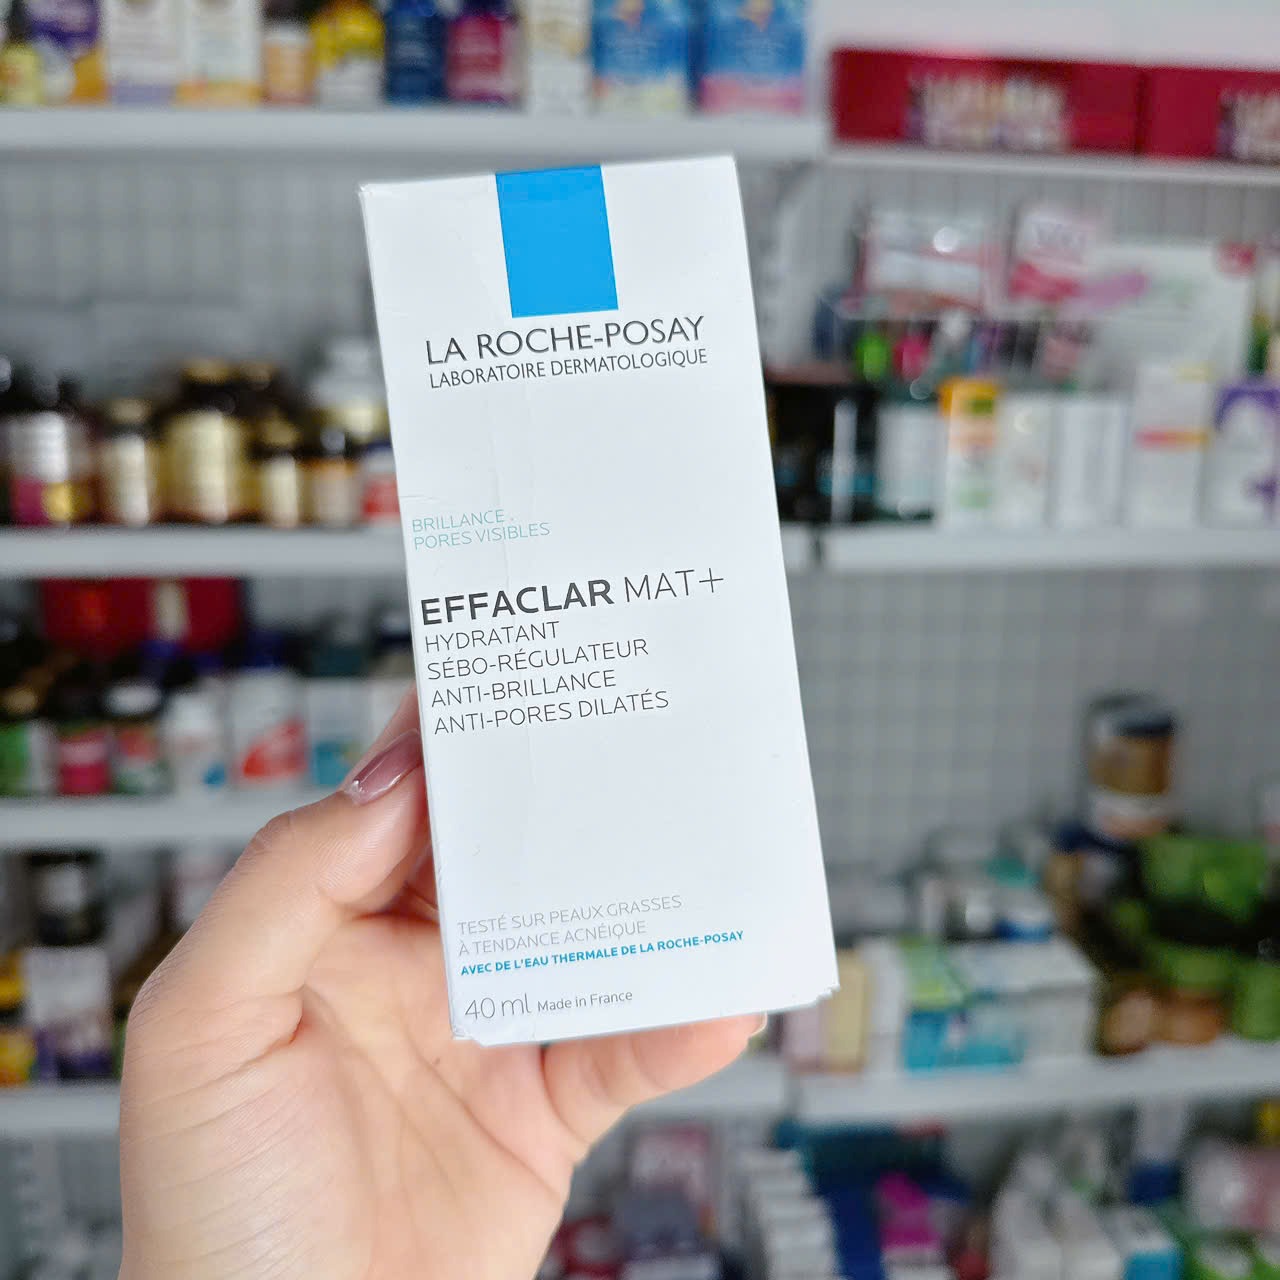 LA ROCHE-POSAY
LABORATOIRE DERMATOLOGIQUE
BRILLANCE
PORES VISIBLES
EFFACLAR MAT+
HYDRATANT
SÉBO-RÉGULATEUR
ANTI-BRILLANCE
ANTI-PORES DILATÉS
TESTÉ SUR PEAUX GRASSES
À TENDANCE ACNÉIQUE
AVEC DE L'EAU THERMALE DE LA ROCHE-POSAY
40 ml Made in France